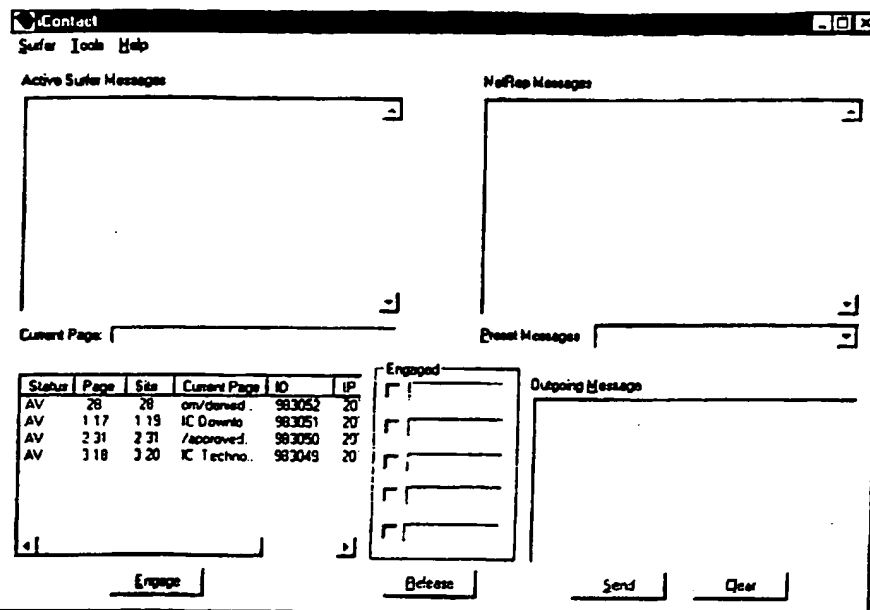 iContact
Surfer Tools Help
Active Surfer Messages
NetRep Messages
Current Page:
Preset Messages
Status Page Site Current Page ID IP
AV 28 28 om/denied.. 983052 20
AV 1 17 1 19 IC Downlo 983051 20
AV 2 31 2 31 /approved.. 983050 20
AV 3 18 3 20 IC Techno.. 983049 20
Engaged
Outgoing Message
Engage
Release
Send
Clear